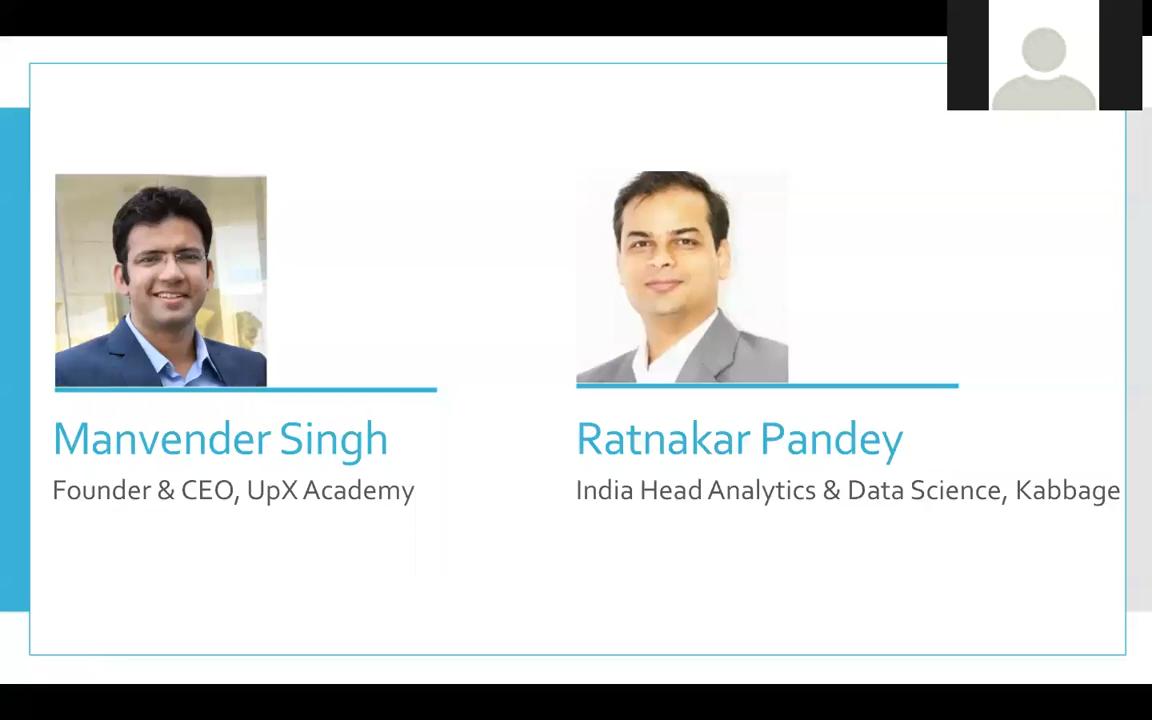 Manvender Singh
Founder & CEO, UpX Academy
Ratnakar Pandey
India Head Analytics & Data Science, Kabbage